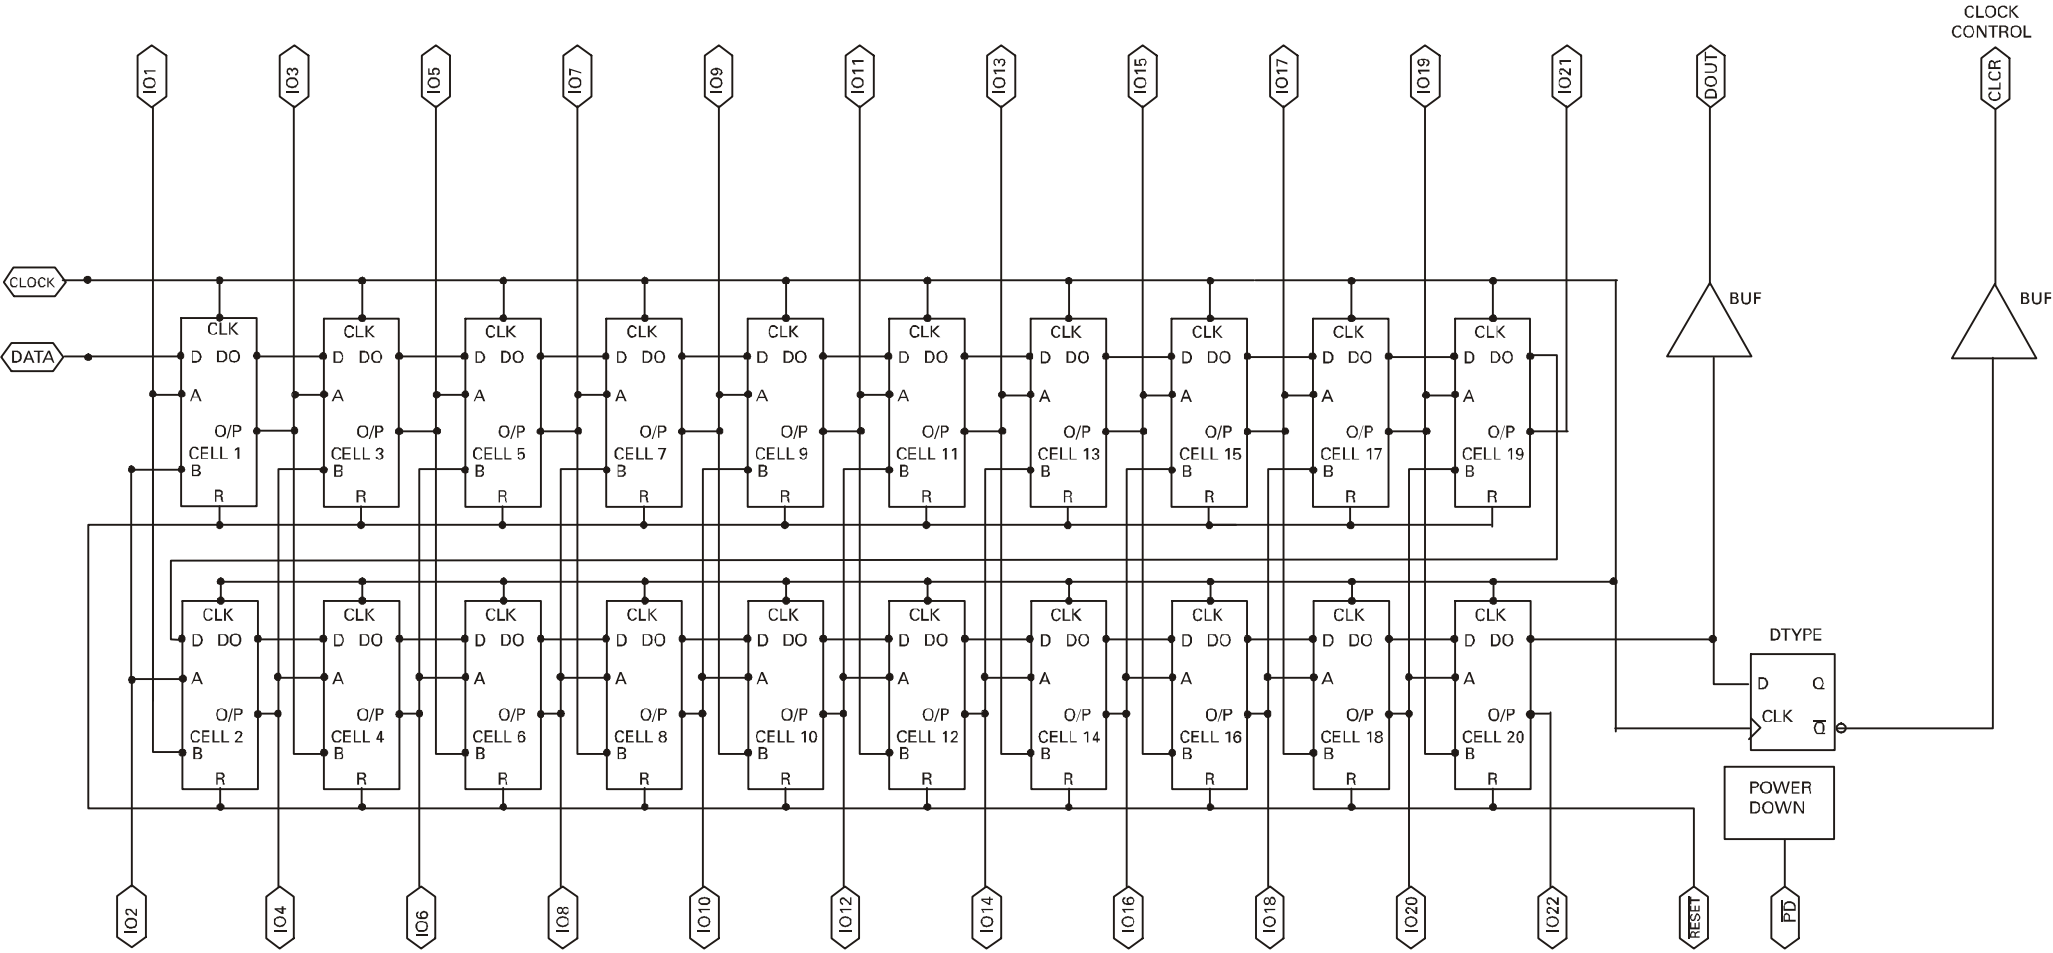 CLOCK
CONTROL
IO1
IO3
IO5
IO7
IO9
IO11
IO13
IO15
IO17
IO19
IO21
DOUT
CLCR
CLOCK
BUF
BUF
CLK
CLK
CLK
CLK
CLK
CLK
CLK
CLK
CLK
CLK
DATA
D DO
D DO
D DO
D DO
D DO
D DO
D DO
D DO
D DO
D DO
A
A
A
A
A
A
A
A
A
A
O/P
O/P
O/P
O/P
O/P
O/P
O/P
O/P
O/P
O/P
CELL 1
CELL 3
CELL 5
CELL 7
CELL 9
CELL 11
CELL 13
CELL 15
CELL 17
CELL 19
B
B
B
B
B
B
B
B
B
B
R
R
R
R
R
R
R
R
R
R
CLK
CLK
CLK
CLK
CLK
CLK
CLK
CLK
CLK
CLK
D DO
D DO
D DO
D DO
D DO
D DO
D DO
D DO
D DO
D DO
DTYPE
A
A
A
A
A
A
A
A
A
A
D Q
O/P
O/P
O/P
O/P
O/P
O/P
O/P
O/P
O/P
O/P
CLK
Q̅
CELL 2
CELL 4
CELL 6
CELL 8
CELL 10
CELL 12
CELL 14
CELL 16
CELL 18
CELL 20
B
B
B
B
B
B
B
B
B
B
R
R
R
R
R
R
R
R
R
R
POWER
DOWN
IO2
IO4
IO6
IO8
IO10
IO12
IO14
IO16
IO18
IO20
IO22
R̅E̅S̅E̅T̅
P̅D̅